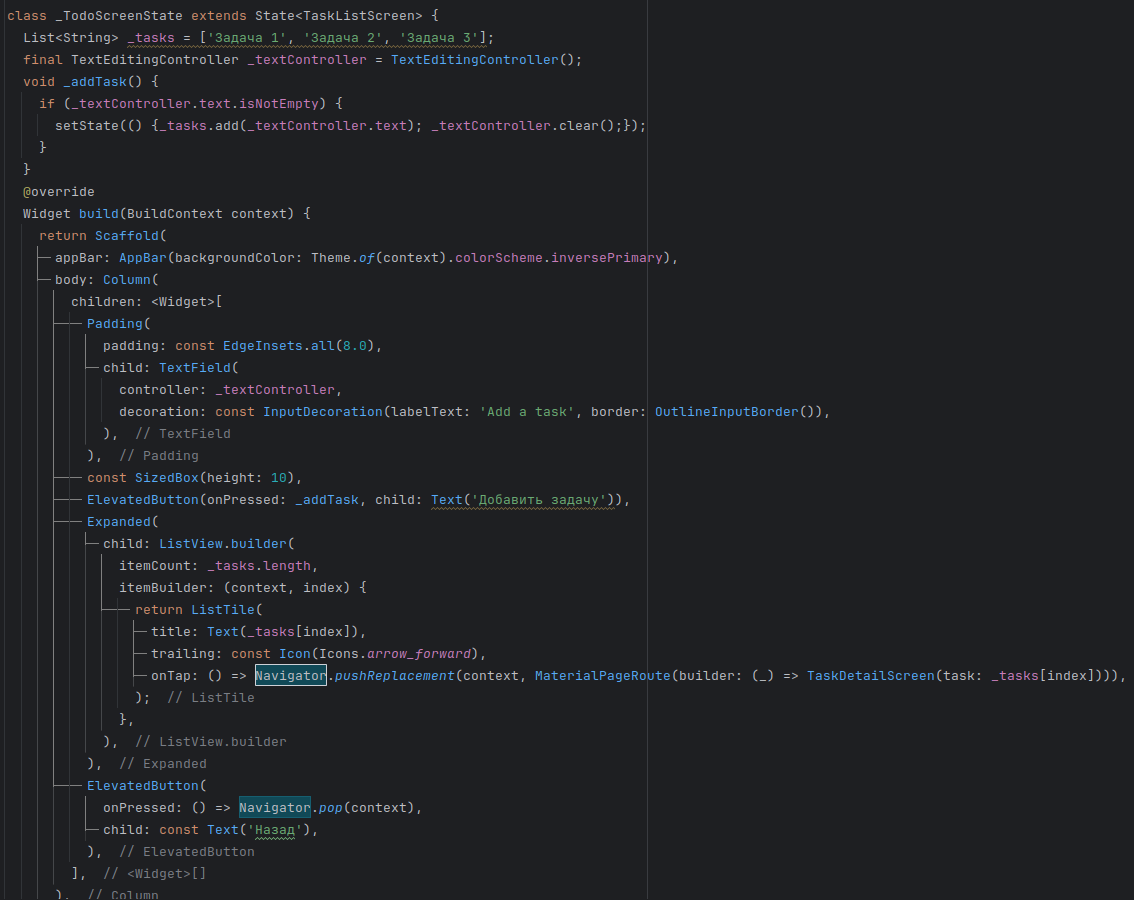 class _TodoScreenState extends State<TaskListScreen> {
  List<String> _tasks = ['Задача 1', 'Задача 2', 'Задача 3'];
  final TextEditingController _textController = TextEditingController();
  void _addTask() {
    if (_textController.text.isNotEmpty) {
      setState(() {_tasks.add(_textController.text); _textController.clear();});
    }
  }
  @override
  Widget build(BuildContext context) {
    return Scaffold(
      appBar: AppBar(backgroundColor: Theme.of(context).colorScheme.inversePrimary),
      body: Column(
        children: <Widget>[
          Padding(
            padding: const EdgeInsets.all(8.0),
            child: TextField(
              controller: _textController,
              decoration: const InputDecoration(labelText: 'Add a task', border: OutlineInputBorder()),
            ),  // TextField
          ),  // Padding
          const SizedBox(height: 10),
          ElevatedButton(onPressed: _addTask, child: Text('Добавить задачу')),
          Expanded(
            child: ListView.builder(
              itemCount: _tasks.length,
              itemBuilder: (context, index) {
                return ListTile(
                  title: Text(_tasks[index]),
                  trailing: const Icon(Icons.arrow_forward),
                  onTap: () => Navigator.pushReplacement(context, MaterialPageRoute(builder: (_) => TaskDetailScreen(task: _tasks[index]))),
                );  // ListTile
              },
            ),  // ListView.builder
          ),  // Expanded
          ElevatedButton(
            onPressed: () => Navigator.pop(context),
            child: const Text('Назад'),
          ),  // ElevatedButton
        ],  // <Widget>[]
      ),  // Column